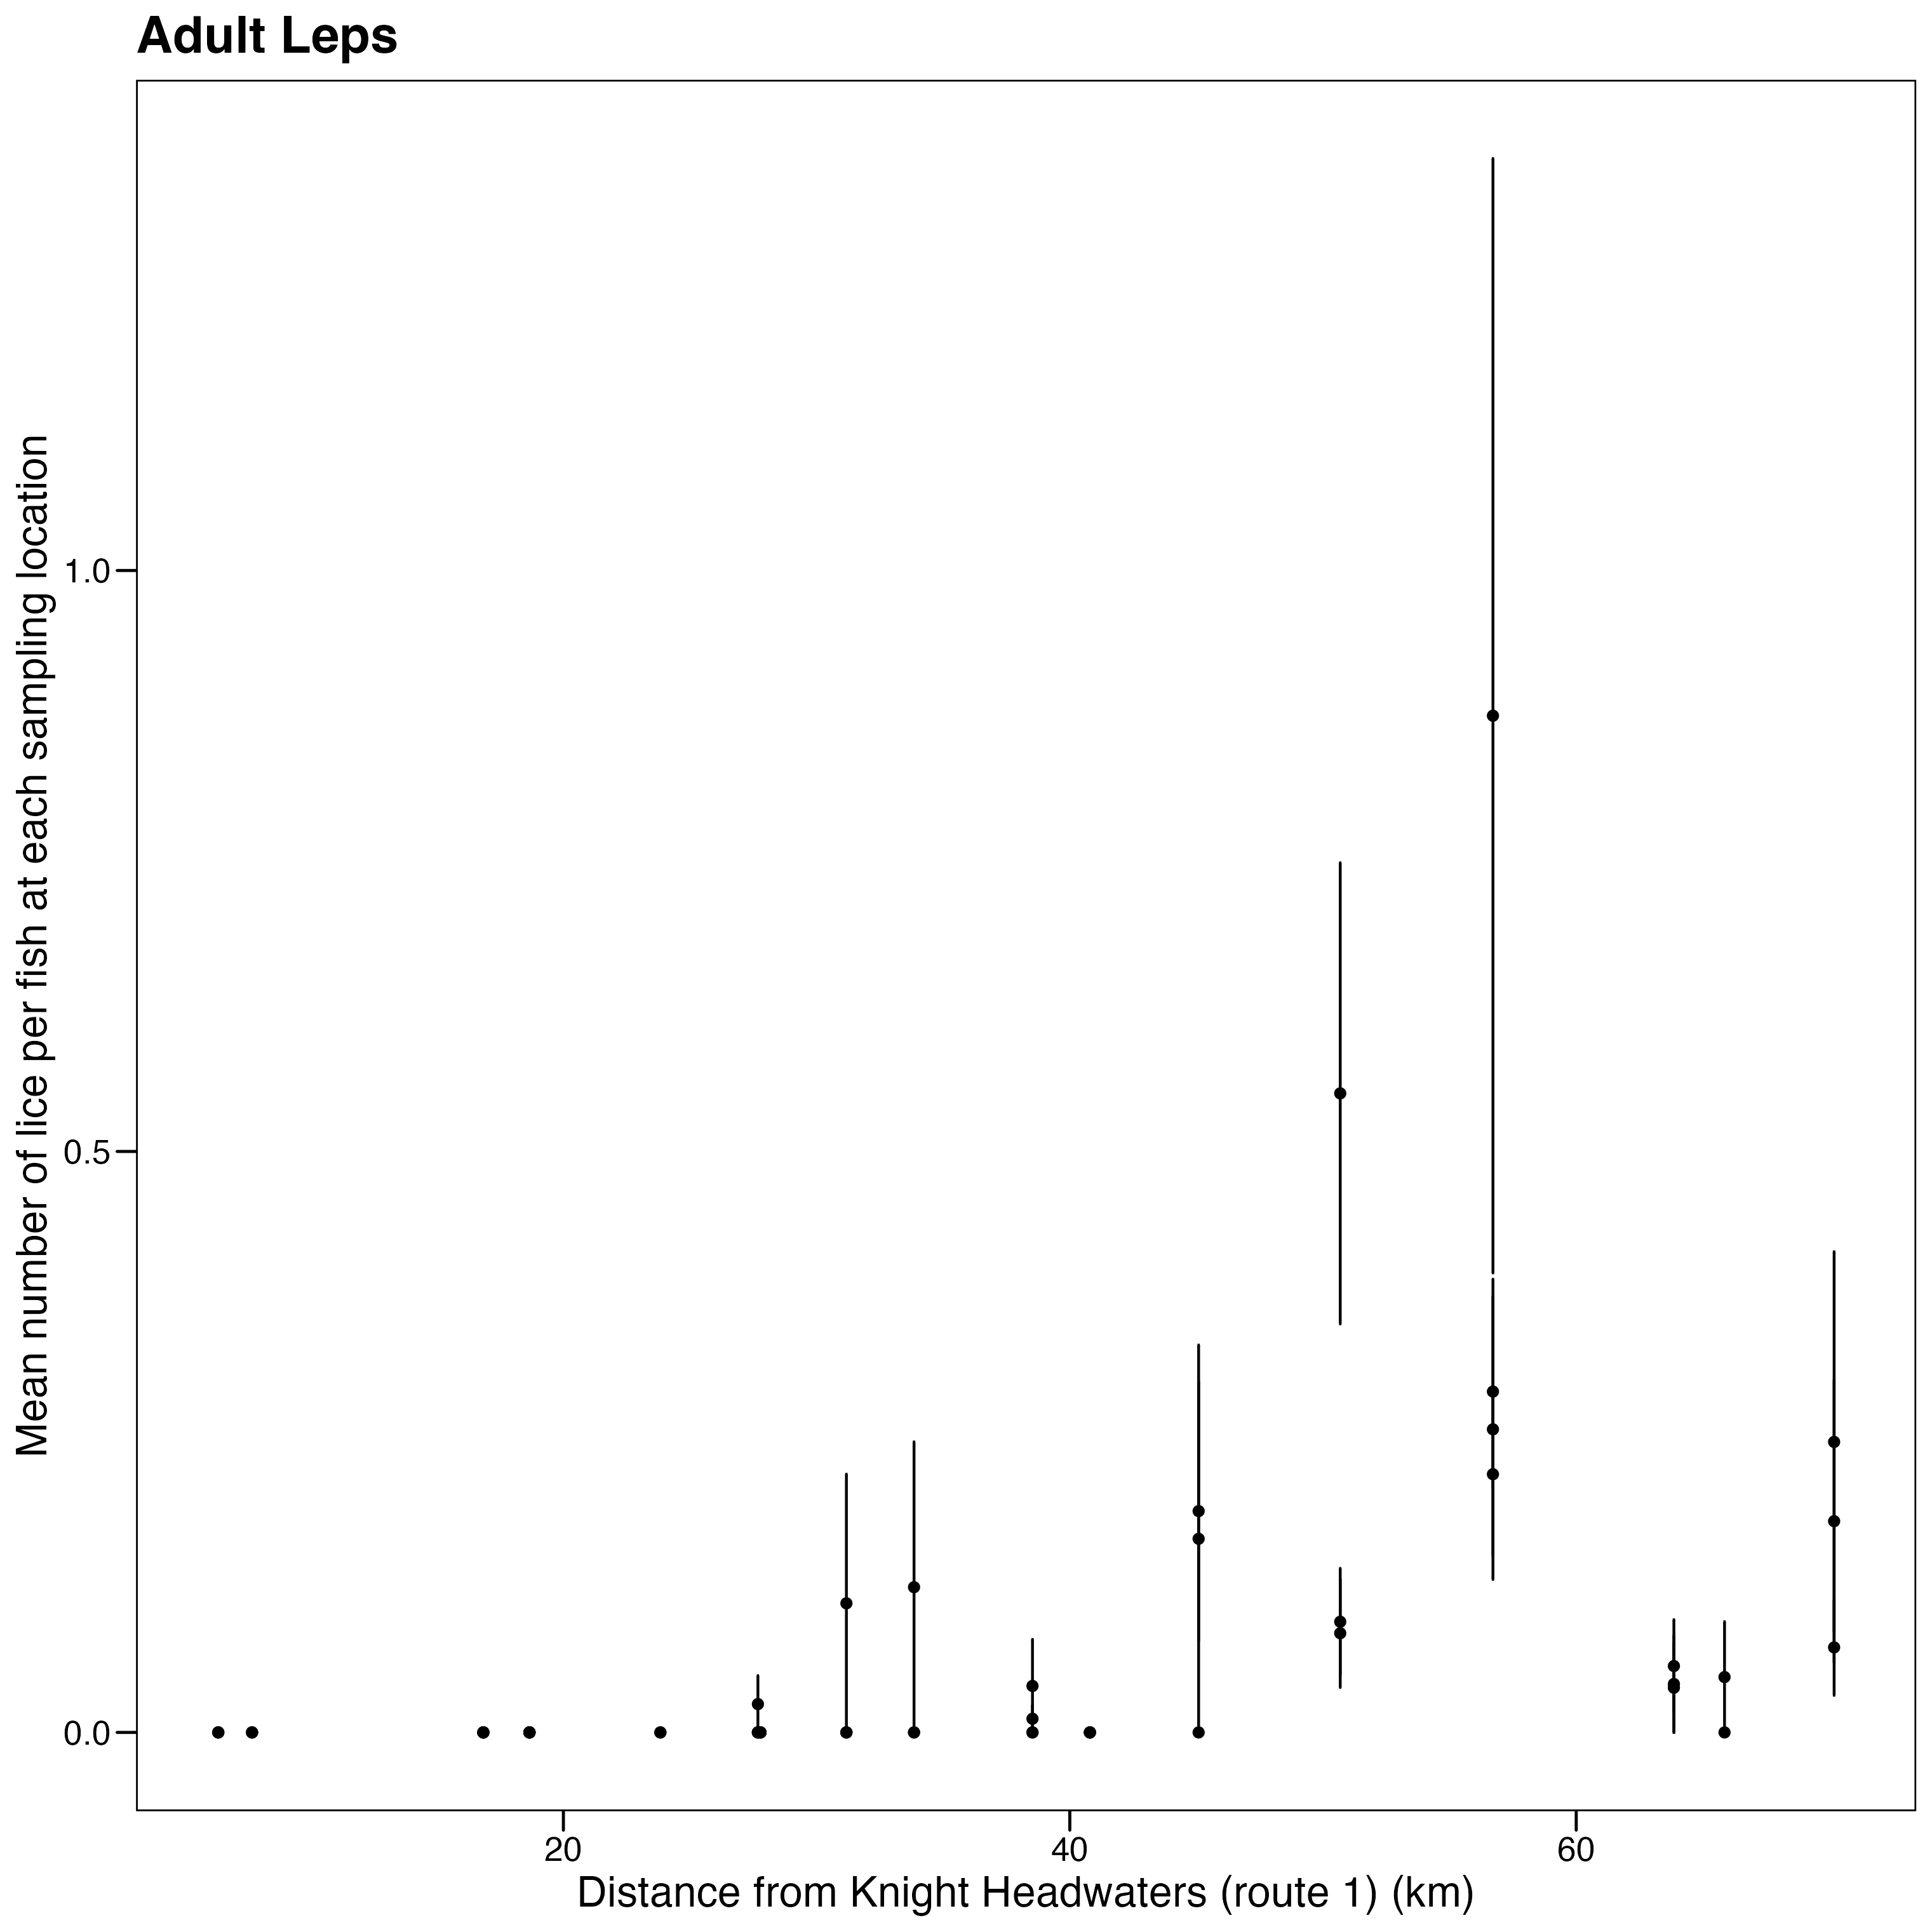 Adult Leps
Mean number of lice per fish at each sampling location
1.0
0.5
0.0
20
40
60
Distance from Knight Headwaters (route 1) (km)